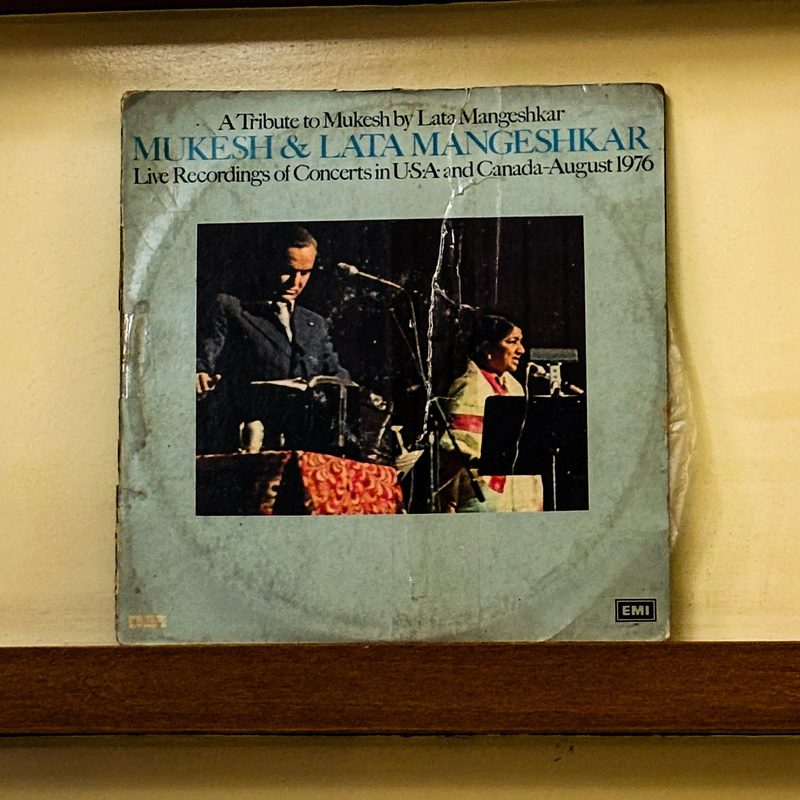 A Tribute to Mukesh by Lata Mangeshkar
MUKESH & LATA MANGESHKAR
Live Recordings of Concerts in U·S·A· and Canada-August 1976
EMI